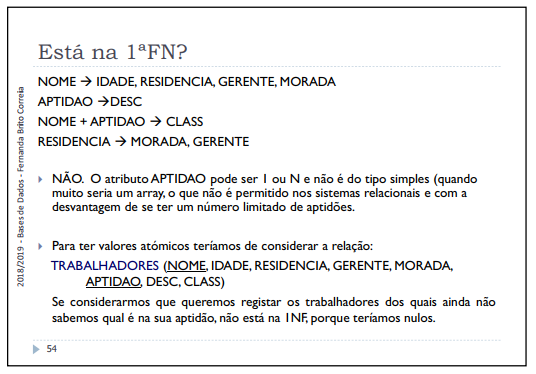 Está na 1ªFN?
NOME → IDADE, RESIDENCIA, GERENTE, MORADA
APTIDAO →DESC
NOME + APTIDAO → CLASS
RESIDENCIA → MORADA, GERENTE
NÃO. O atributo APTIDAO pode ser 1 ou N e não é do tipo simples (quando
muito seria um array, o que não é permitido nos sistemas relacionais e com a
desvantagem de se ter um número limitado de aptidões.
Para ter valores atómicos teríamos de considerar a relação:
TRABALHADORES (NOME, IDADE, RESIDENCIA, GERENTE, MORADA,
APTIDAO, DESC, CLASS)
Se considerarmos que queremos registar os trabalhadores dos quais ainda não
sabemos qual é na sua aptidão, não está na 1NF, porque teríamos nulos.
54
2018/2019 - Bases de Dados - Fernanda Brito Correia